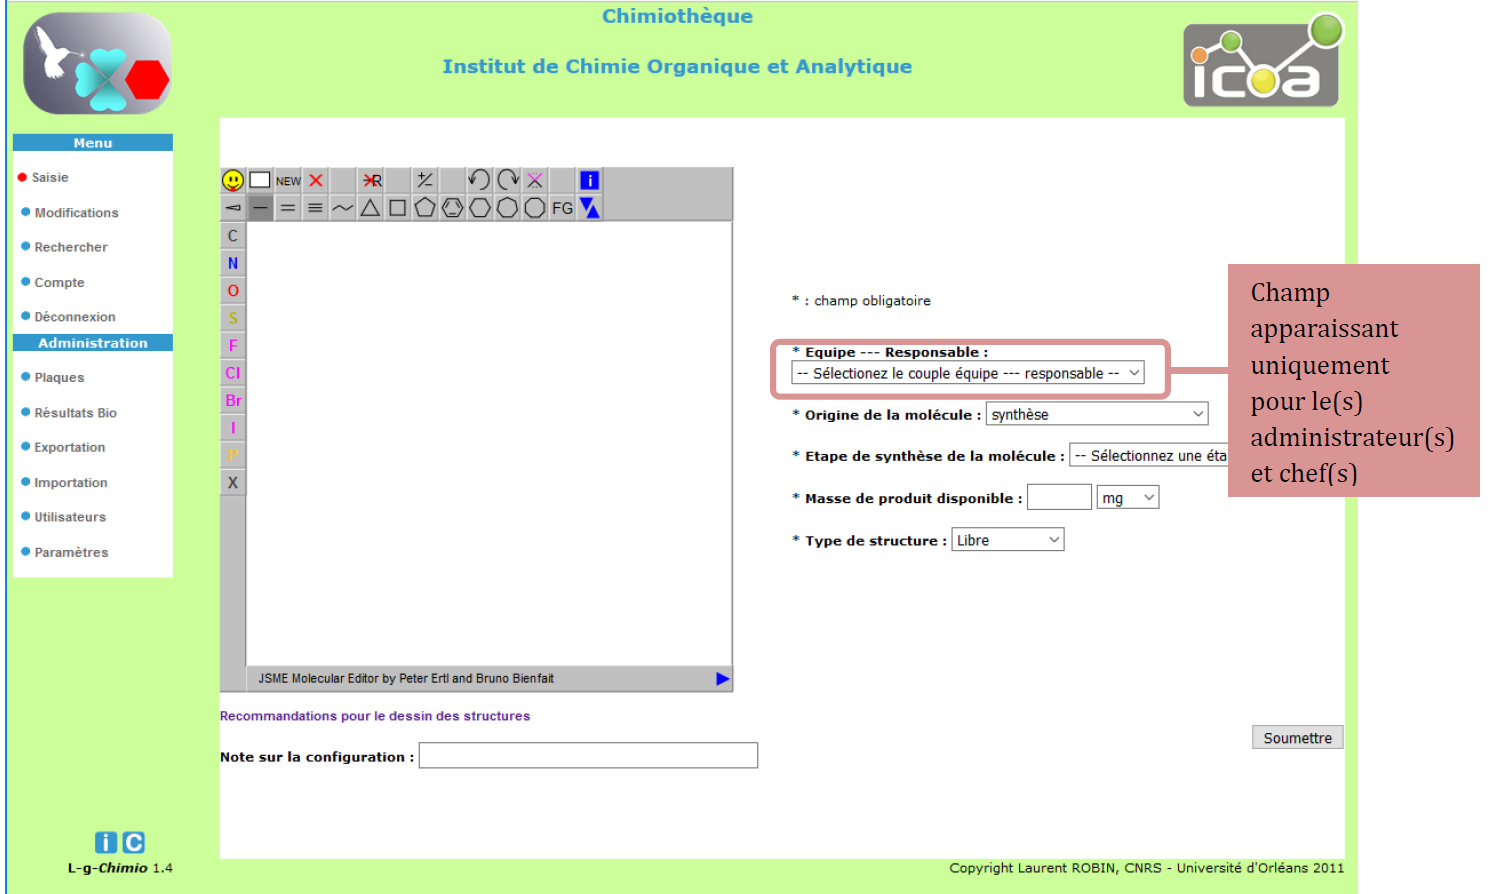 Chimiothèque
Institut de Chimie Organique et Analytique
icoa
Menu
Saisie
Modifications
Rechercher
Compte
Déconnexion
Administration
Plaques
Résultats Bio
Exportation
Importation
Utilisateurs
Paramètres
NEW
R
+/-
i
FG
C
N
O
S
F
Cl
Br
I
P
X
JSME Molecular Editor by Peter Ertl and Bruno Bienfait
Recommandations pour le dessin des structures
Note sur la configuration :
* : champ obligatoire
* Equipe --- Responsable :
-- Sélectionez le couple équipe --- responsable --
* Origine de la molécule : synthèse
* Etape de synthèse de la molécule : -- Sélectionnez une éta
* Masse de produit disponible : mg
* Type de structure : Libre
Champ
apparaissant
uniquement
pour le(s)
administrateur(s)
et chef(s)
Soumettre
i C
L-g-Chimio 1.4
Copyright Laurent ROBIN, CNRS - Université d'Orléans 2011